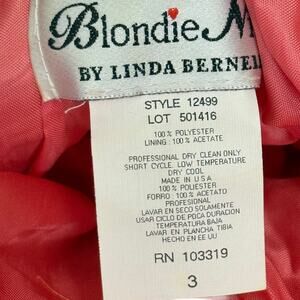 Blondie
BY LINDA BERNEL
STYLE 12499
LOT 501416
100% POLYESTER
LINING: 100% ACETATE
PROFESSIONAL DRY CLEAN ONLY
SHORT CYCLE. LOW TEMPERATURE
DRY COOL
MADE IN U.S.A
100% POLIESTER
FORRO: 100% ACETATO
PROFESIONAL
LAVAR EN SECO SOLAMENTE
USAR CICLO DE POCA DURACION
TEMPERATURA BAJA
LAVAR EN PLANCHA TIBIA
HECHO EN EE UU
RN 103319
3